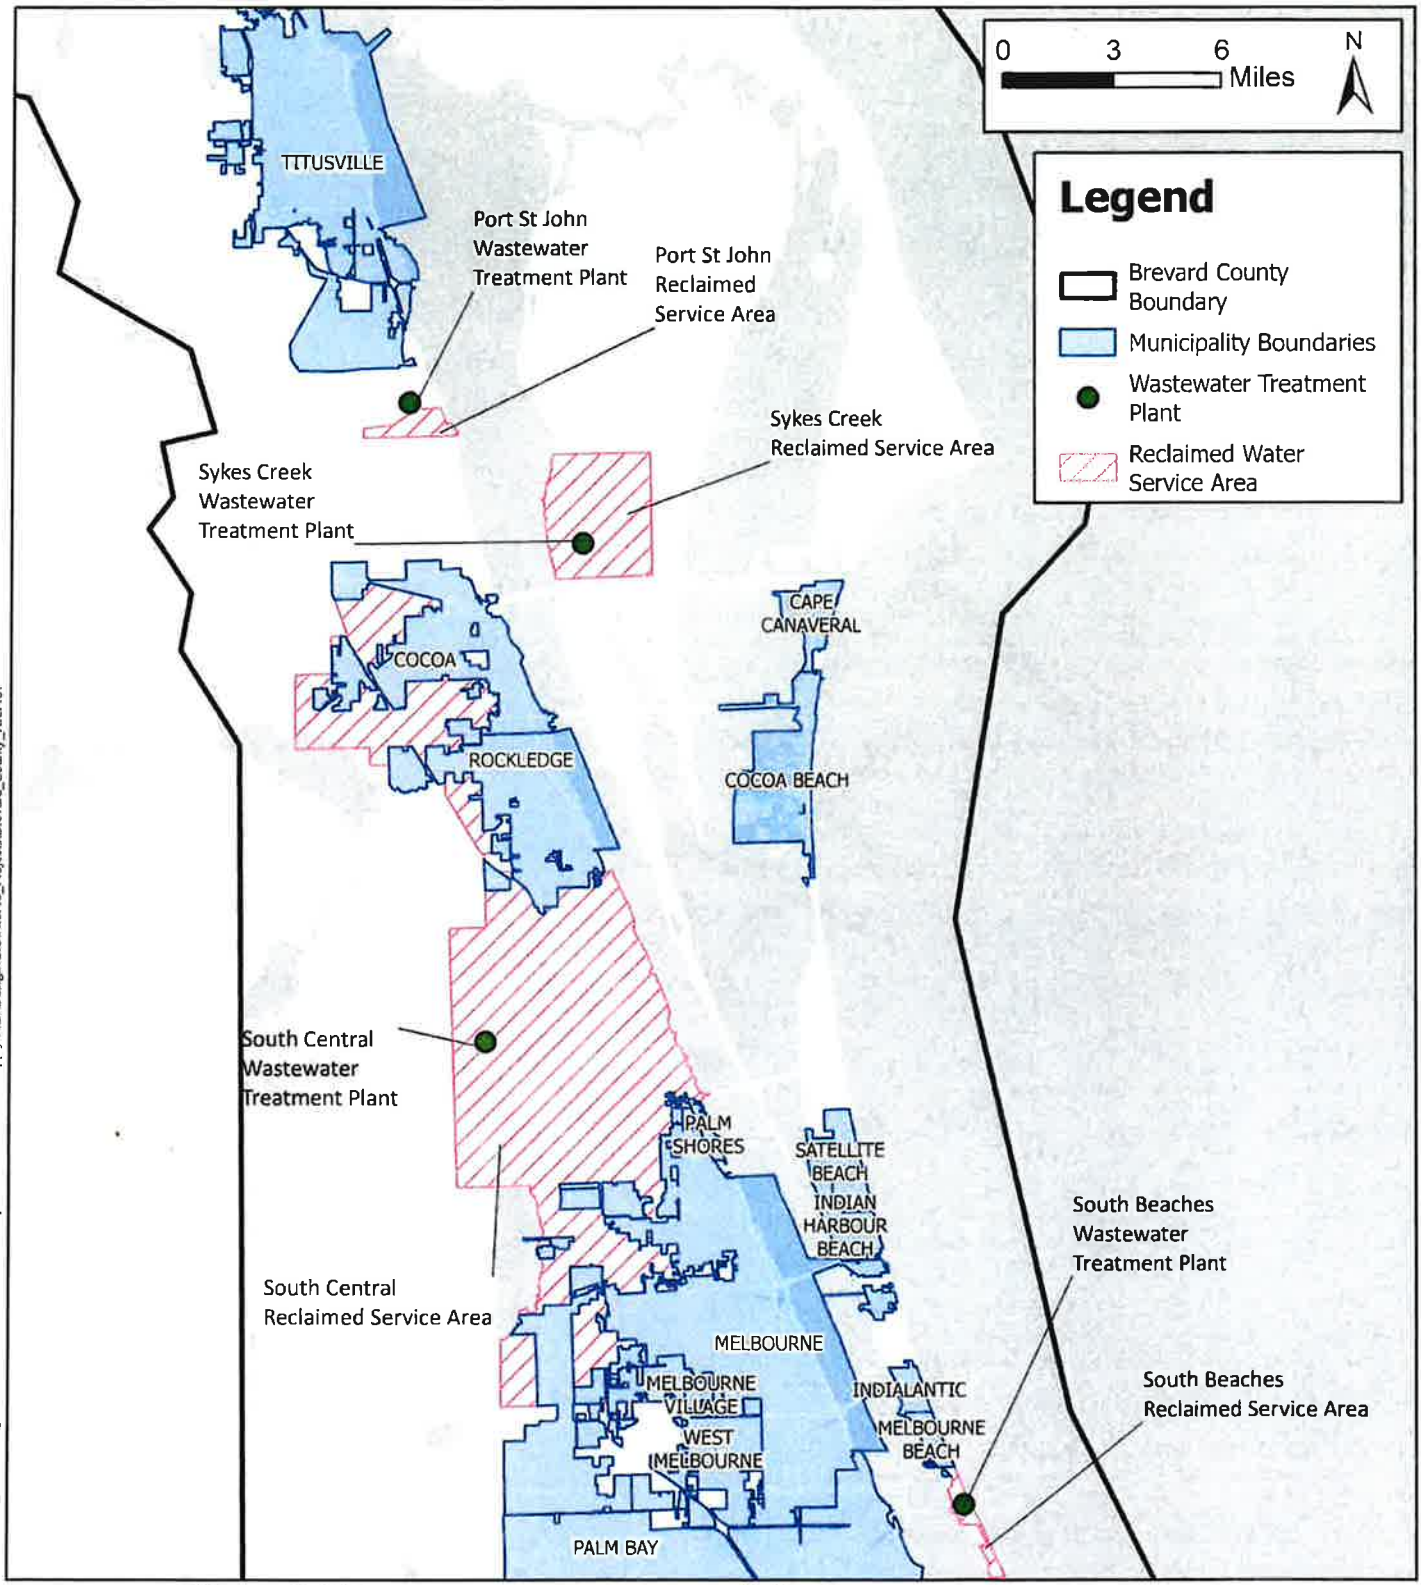 0 3 6
Miles
N
Legend
Brevard County
Boundary
Municipality Boundaries
Wastewater Treatment
Plant
Reclaimed Water
Service Area
TITUSVILLE
Port St John
Wastewater
Treatment Plant
Port St John
Reclaimed
Service Area
Sykes Creek
Reclaimed Service Area
Sykes Creek
Wastewater
Treatment Plant
CAPE
CANAVERAL
COCOA
ROCKLEDGE
COCOA BEACH
South Central
Wastewater
Treatment Plant
PALM
SHORES
SATELLITE
BEACH
INDIAN
HARBOUR
BEACH
South Beaches
Wastewater
Treatment Plant
South Central
Reclaimed Service Area
MELBOURNE
MELBOURNE
VILLAGE
INDIALANTIC
South Beaches
Reclaimed Service Area
WEST
MELBOURNE
MELBOURNE
BEACH
PALM BAY